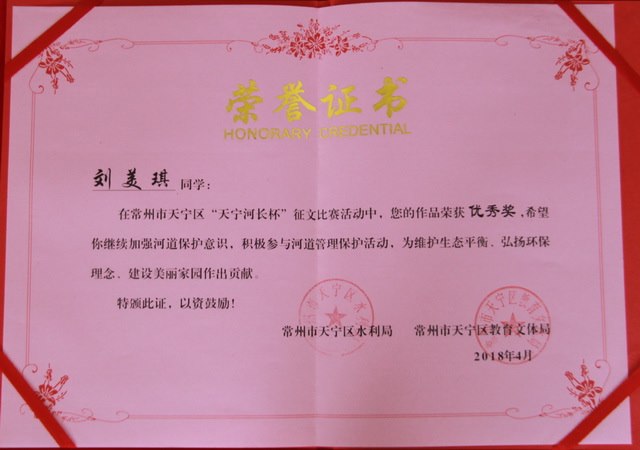 荣誉证书
HONORARY CREDENTIAL
刘美琪 同学：
在常州市天宁区“天宁河长杯”征文比赛活动中，您的作品荣获 优秀奖，希望
你继续加强河道保护意识，积极参与河道管理保护活动，为维护生态平衡、弘扬环保
理念、建设美丽家园作出贡献。
特颁此证，以资鼓励！
常州市天宁区水利局 常州市天宁区教育文体局
2018年4月